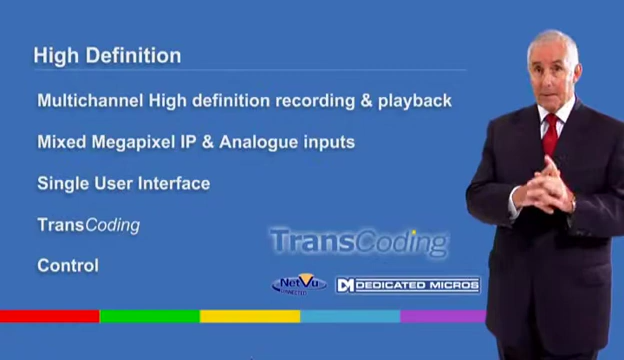 High Definition
Multichannel High definition recording & playback
Mixed Megapixel IP & Analogue inputs
Single User Interface
TransCoding
Control
TransCoding
NetVu
CONNECTED
DEDICATED MICROS